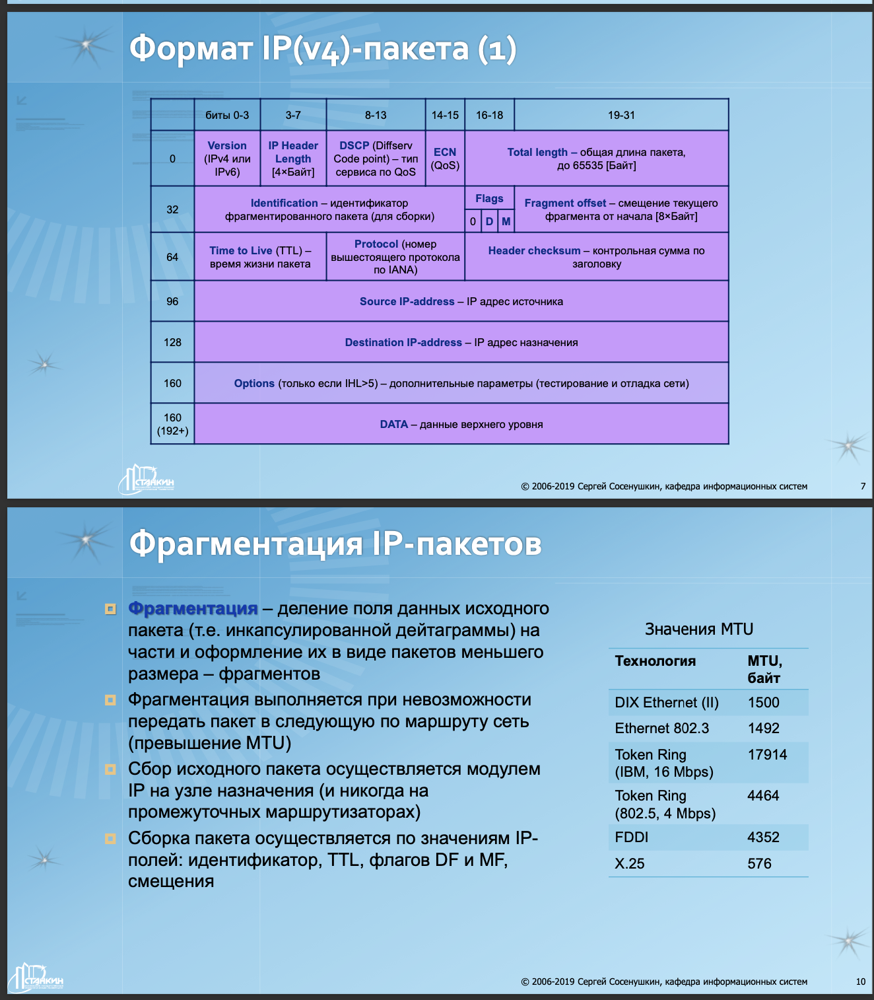 Формат IP(v4)-пакета (1)
биты 0-3
3-7
8-13
14-15
16-18
19-31
0
Version
(IPv4 или
IPv6)
IP Header
Length
[4×Байт]
DSCP (Diffserv
Code point) – тип
сервиса по QoS
ECN
(QoS)
Total length – общая длина пакета,
до 65535 [Байт]
32
Identification – идентификатор
фрагментированного пакета (для сборки)
Flags
0
D
M
Fragment offset – смещение текущего
фрагмента от начала [8×Байт]
64
Time to Live (TTL) –
время жизни пакета
Protocol (номер
вышестоящего протокола
по IANA)
Header checksum – контрольная сумма по
заголовку
96
Source IP-address – IP адрес источника
128
Destination IP-address – IP адрес назначения
160
Options (только если IHL>5) – дополнительные параметры (тестирование и отладка сети)
160
(192+)
DATA – данные верхнего уровня
СТАНКИН
© 2006-2019 Сергей Сосенушкин, кафедра информационных систем
7
Фрагментация IP-пакетов
Фрагментация – деление поля данных исходного
пакета (т.е. инкапсулированной дейтаграммы) на
части и оформление их в виде пакетов меньшего
размера – фрагментов
Фрагментация выполняется при невозможности
передать пакет в следующую по маршруту сеть
(превышение MTU)
Сбор исходного пакета осуществляется модулем
IP на узле назначения (и никогда на
промежуточных маршрутизаторах)
Сборка пакета осуществляется по значениям IP-
полей: идентификатор, TTL, флагов DF и MF,
смещения
Значения MTU
Технология
MTU,
байт
DIX Ethernet (II)
1500
Ethernet 802.3
1492
Token Ring
(IBM, 16 Mbps)
17914
Token Ring
(802.5, 4 Mbps)
4464
FDDI
4352
X.25
576
СТАНКИН
© 2006-2019 Сергей Сосенушкин, кафедра информационных систем
10